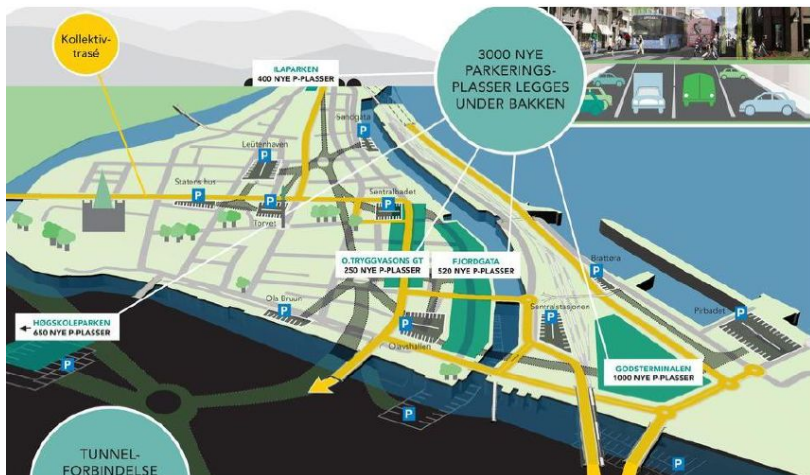 Kollektiv-
trasé
ILAPARKEN
400 NYE P-PLASSER
3000 NYE
PARKERINGS-
PLASSER LEGGES
UNDER BAKKEN
Sandgata
P
Leütenhaven
P
Statens hus
P
P
Torvet
Sentralbadet
P
O.TRYGGVASONS GT
250 NYE P-PLASSER
FJORDGATA
520 NYE P-PLASSER
Brattøra
P
Ola Bruun
P
Sentralstasjonen
P
Pirbadet
P
HØGSKOLEPARKEN
650 NYE P-PLASSER
P
P
Olavshallen
GODSTERMINALEN
1000 NYE P-PLASSER
P
P
TUNNEL-
FORBINDELSE